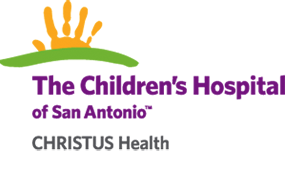 The Children's Hospital
of San Antonio™
CHRISTUS Health